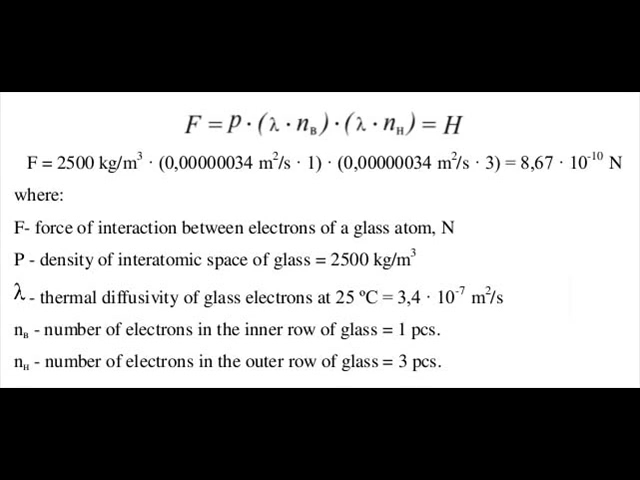 F = P · (λ · nв) · (λ · nн) = H
F = 2500 kg/m³ · (0,00000034 m²/s · 1) · (0,00000034 m²/s · 3) = 8,67 · 10⁻¹⁰ N
where:
F- force of interaction between electrons of a glass atom, N
P - density of interatomic space of glass = 2500 kg/m³
λ - thermal diffusivity of glass electrons at 25 ºC = 3,4 · 10⁻⁷ m²/s
nв - number of electrons in the inner row of glass = 1 pcs.
nн - number of electrons in the outer row of glass = 3 pcs.